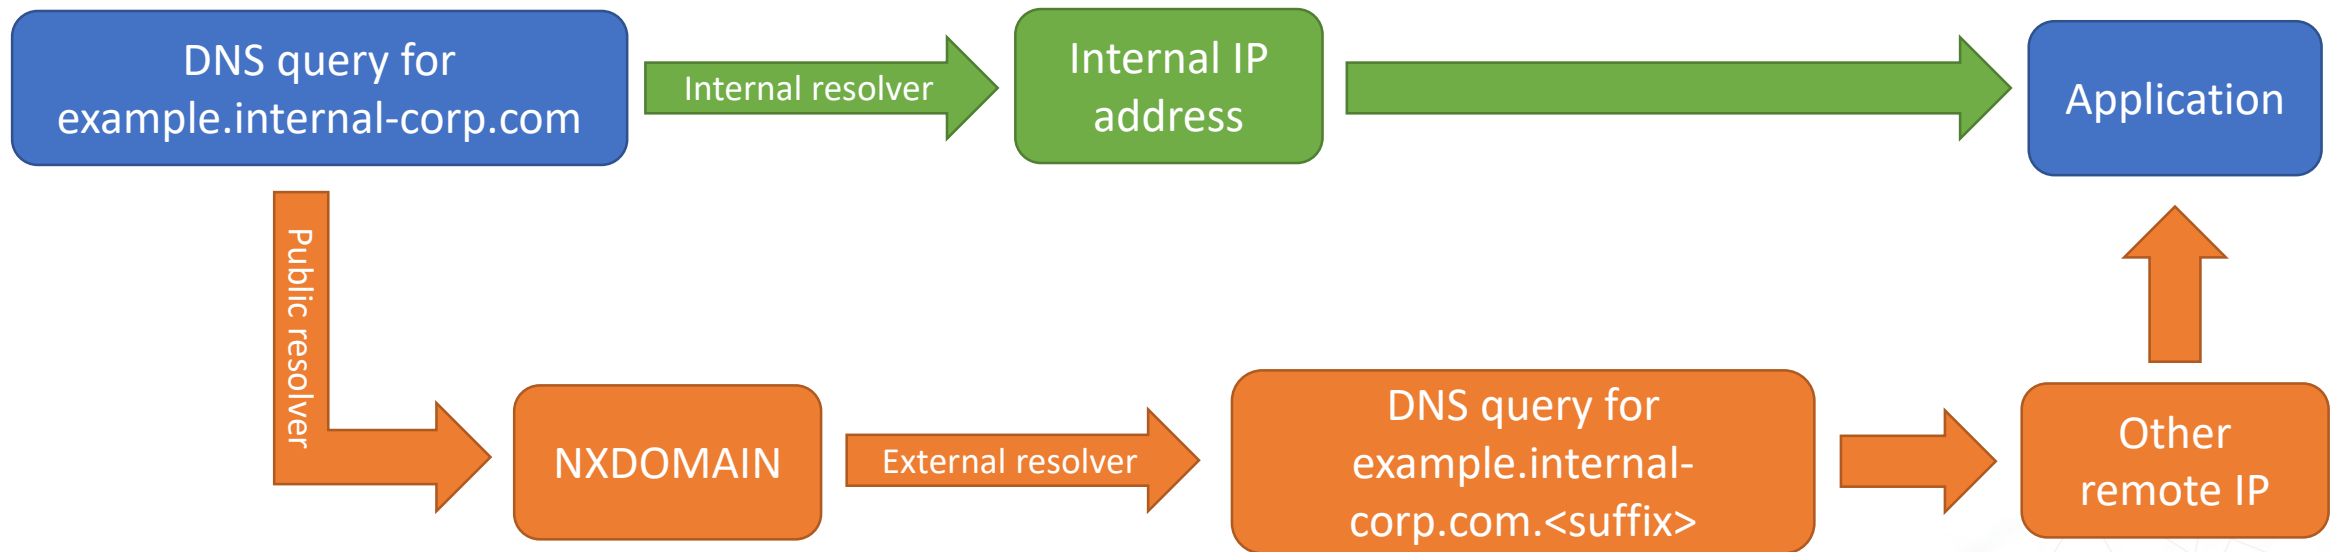 DNS query for
example.internal-corp.com
Internal resolver
Internal IP
address
Application
Public resolver
NXDOMAIN
External resolver
DNS query for
example.internal-
corp.com.<suffix>
Other
remote IP